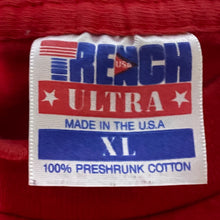 TRENCH
USA
ULTRA
MADE IN THE U.S.A
XL
100% PRESHRUNK COTTON